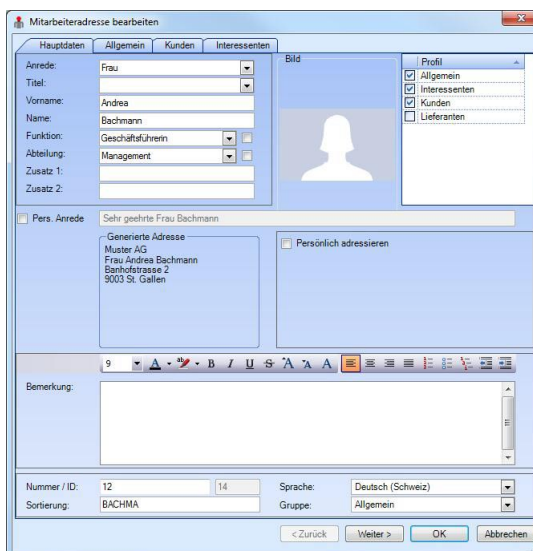 Mitarbeiteradresse bearbeiten
Hauptdaten Allgemein Kunden Interessenten
Anrede: Frau
Titel:
Vorname: Andrea
Name: Bachmann
Funktion: Geschäftsführerin
Abteilung: Management
Zusatz 1:
Zusatz 2:
Bild
Profil
Allgemein
Interessenten
Kunden
Lieferanten
Pers. Anrede Sehr geehrte Frau Bachmann
Generierte Adresse
Muster AG
Frau Andrea Bachmann
Banhofstrasse 2
9003 St. Gallen
Persönlich adressieren
9 A ab B I U S A A A
Bemerkung:
Nummer / ID: 12 14 Sprache: Deutsch (Schweiz)
Sortierung: BACHMA Gruppe: Allgemein
< Zurück Weiter > OK Abbrechen